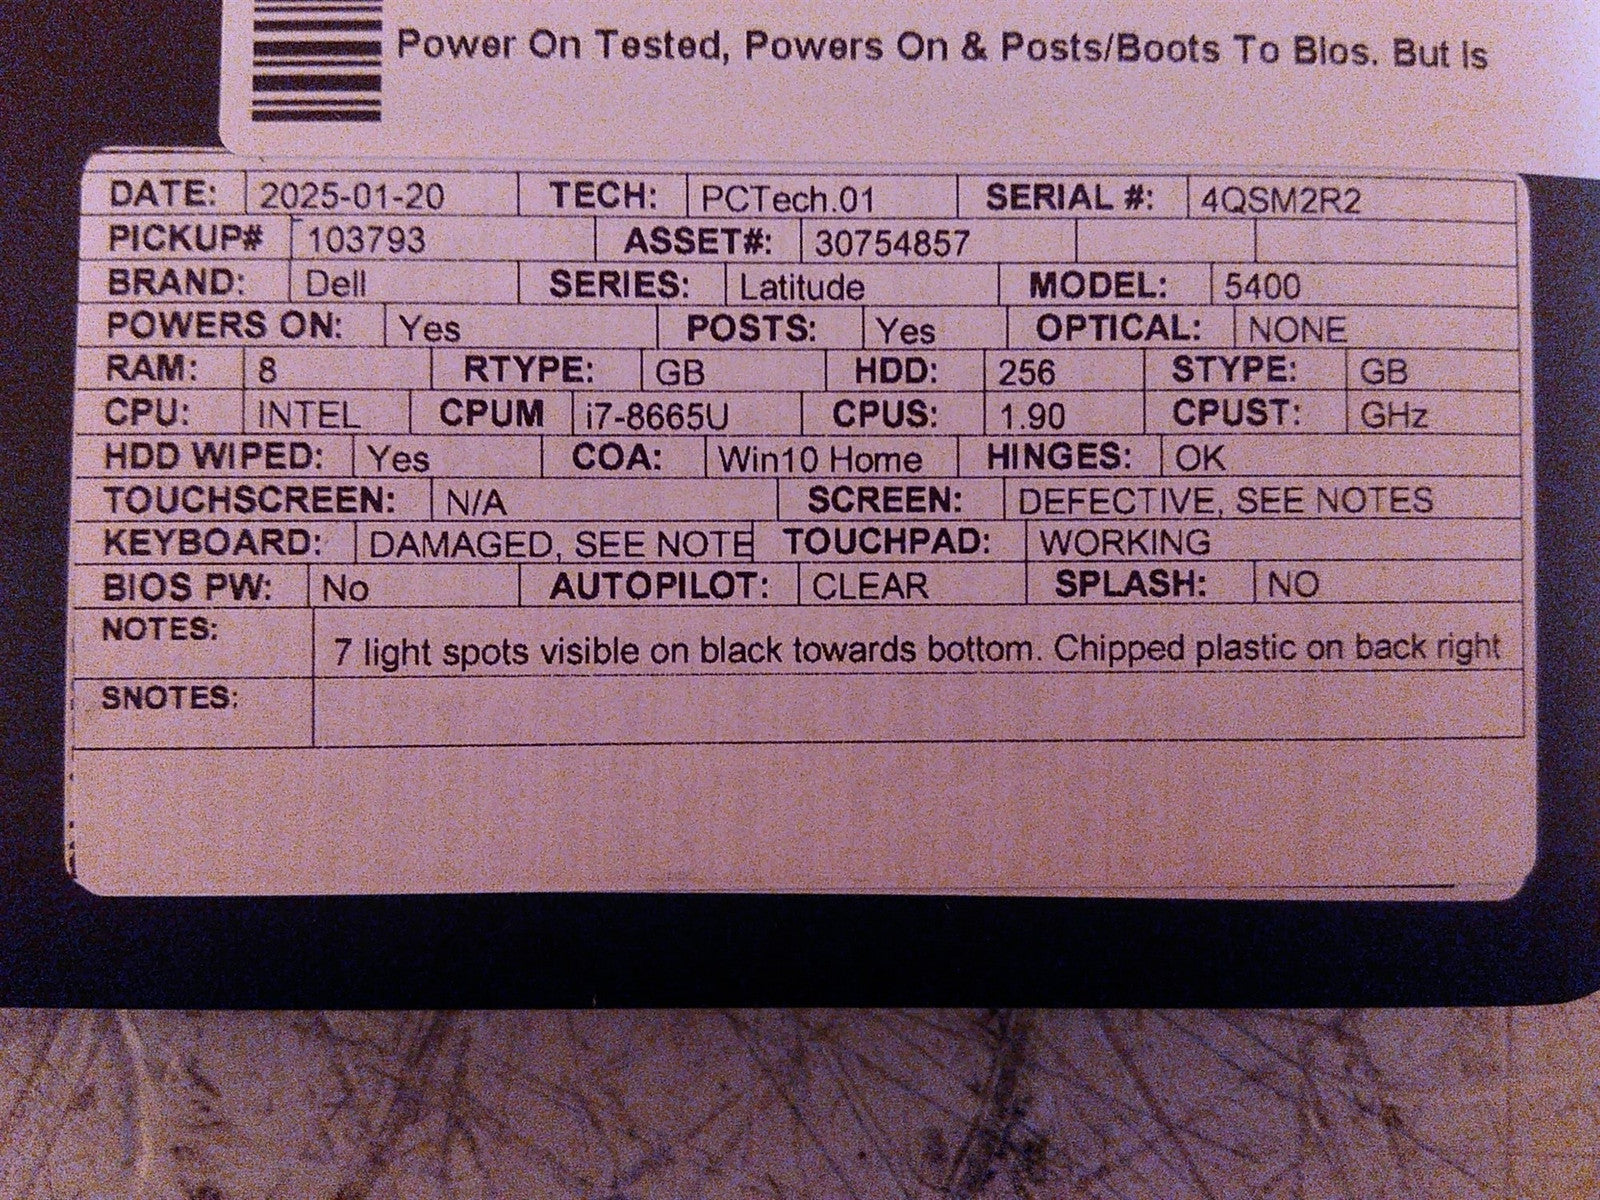 Power On Tested, Powers On & Posts/Boots To Bios. But Is
DATE: 2025-01-20 TECH: PCTech.01 SERIAL #: 4QSM2R2
PICKUP# 103793 ASSET#: 30754857
BRAND: Dell SERIES: Latitude MODEL: 5400
POWERS ON: Yes POSTS: Yes OPTICAL: NONE
RAM: 8 RTYPE: GB HDD: 256 STYPE: GB
CPU: INTEL CPUM i7-8665U CPUS: 1.90 CPUST: GHz
HDD WIPED: Yes COA: Win10 Home HINGES: OK
TOUCHSCREEN: N/A SCREEN: DEFECTIVE, SEE NOTES
KEYBOARD: DAMAGED, SEE NOTE TOUCHPAD: WORKING
BIOS PW: No AUTOPILOT: CLEAR SPLASH: NO
NOTES: 7 light spots visible on black towards bottom. Chipped plastic on back right
SNOTES: